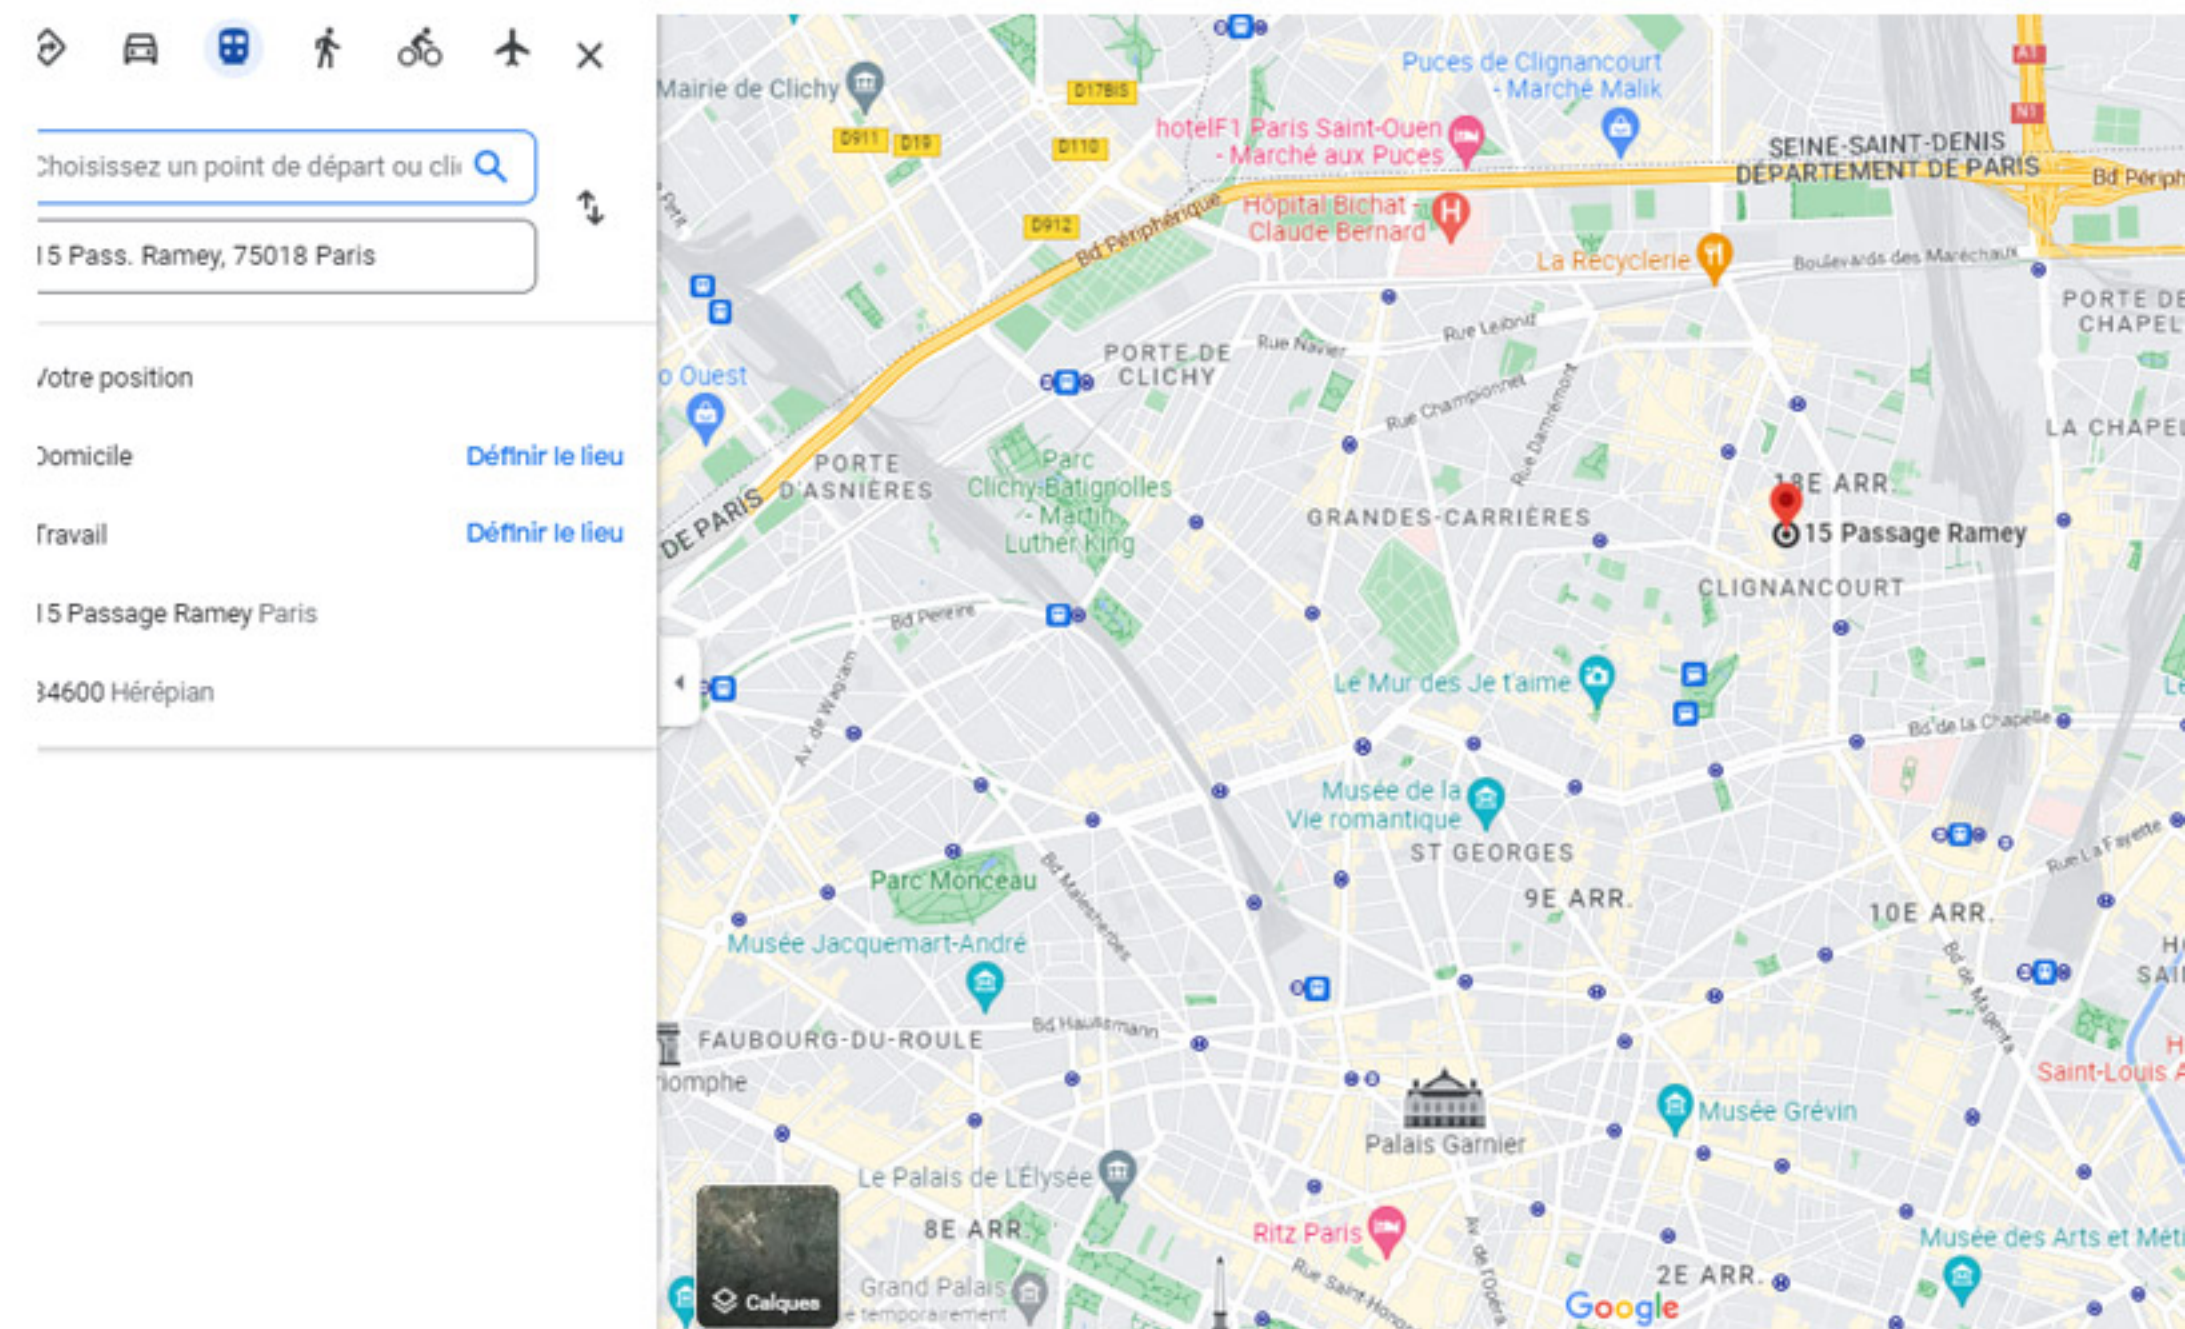 Choisissez un point de départ ou cli
15 Pass. Ramey, 75018 Paris
Votre position
Domicile
Définir le lieu
Travail
Définir le lieu
15 Passage Ramey Paris
34600 Hérépian
Mairie de Clichy
D17BIS
D911
D19
D110
D912
Puces de Clignancourt
- Marché Malik
hotelF1 Paris Saint-Ouen
- Marché aux Puces
A1
N1
SEINE-SAINT-DENIS
DÉPARTEMENT DE PARIS
Bd Périph
Bd Périphérique
Hôpital Bichat -
Claude Bernard
La Recyclerie
Boulevards des Maréchaux
PORTE DE
CHAPEL
Petit
PORTE DE
CLICHY
Rue Navier
Rue Leibniz
Rue Championnet
Rue Damrémont
o Ouest
LA CHAPEL
PORTE
D'ASNIÈRES
DE PARIS
Parc
Clichy-Batignolles
- Martin
Luther King
GRANDES-CARRIÈRES
18E ARR.
15 Passage Ramey
CLIGNANCOURT
Bd Pereire
Av. de Wagram
Le Mur des Je t'aime
Le
Bd de la Chapelle
Musée de la
Vie romantique
ST GEORGES
9E ARR.
10E ARR.
Rue La Fayette
Parc Monceau
Bd Malesherbes
Musée Jacquemart-André
Bd de Magenta
H
SAI
FAUBOURG-DU-ROULE
Bd Haussmann
riomphe
H
Saint-Louis A
Palais Garnier
Musée Grévin
Le Palais de L'Élysée
8E ARR.
Ritz Paris
Av. de l'Opéra
Rue Saint-Hono
Musée des Arts et Méti
2E ARR.
Grand Palais
é temporairement
Calques
Google